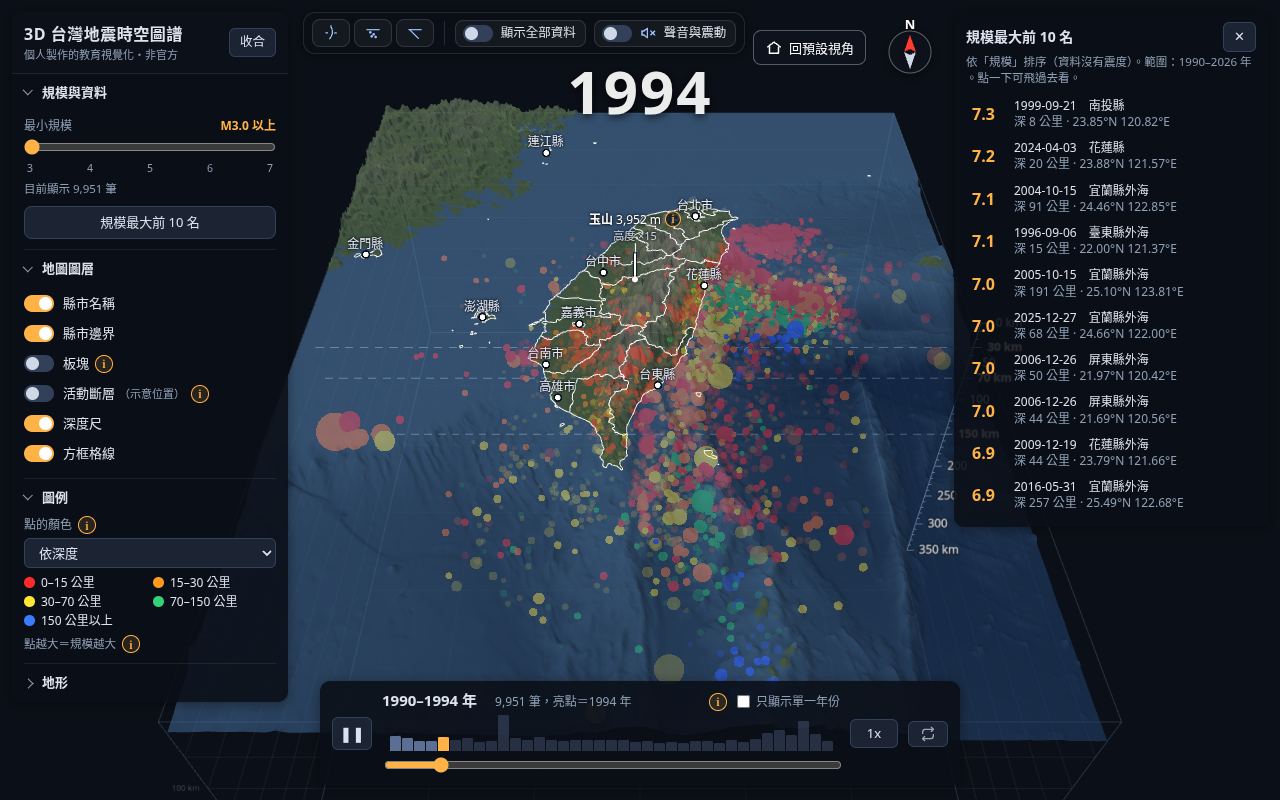 3D 台灣地震時空圖譜
個人製作的教育視覺化・非官方
收合
規模與資料
最小規模
M3.0 以上
3 4 5 6 7
目前顯示 9,951 筆
規模最大前 10 名
地圖圖層
縣市名稱
縣市邊界
板塊 i
活動斷層 (示意位置) i
深度尺
方框格線
圖例
點的顏色 i
依深度
0–15 公里
15–30 公里
30–70 公里
70–150 公里
150 公里以上
點越大＝規模越大 i
地形
顯示全部資料
聲音與震動
回預設視角
N
1994
連江縣
台北市
玉山 3,952 m i
金門縣
台中市
花蓮縣
澎湖縣
嘉義市
台南市
台東縣
高雄市
30 km
70 km
100
150 km
200
250
300
350 km
100 km
規模最大前 10 名
×
依「規模」排序（資料沒有震度）。範圍：1990–2026 年
。點一下可飛過去看。
7.3 1999-09-21 南投縣
深 8 公里 · 23.85°N 120.82°E
7.2 2024-04-03 花蓮縣
深 20 公里 · 23.88°N 121.57°E
7.1 2004-10-15 宜蘭縣外海
深 91 公里 · 24.46°N 122.85°E
7.1 1996-09-06 臺東縣外海
深 15 公里 · 22.00°N 121.37°E
7.0 2005-10-15 宜蘭縣外海
深 191 公里 · 25.10°N 123.81°E
7.0 2025-12-27 宜蘭縣外海
深 68 公里 · 24.66°N 122.00°E
7.0 2006-12-26 屏東縣外海
深 50 公里 · 21.97°N 120.42°E
7.0 2006-12-26 屏東縣外海
深 44 公里 · 21.69°N 120.56°E
6.9 2009-12-19 花蓮縣外海
深 44 公里 · 23.79°N 121.66°E
6.9 2016-05-31 宜蘭縣外海
深 257 公里 · 25.49°N 122.68°E
1990–1994 年
9,951 筆，亮點＝1994 年
i
只顯示單一年份
1x